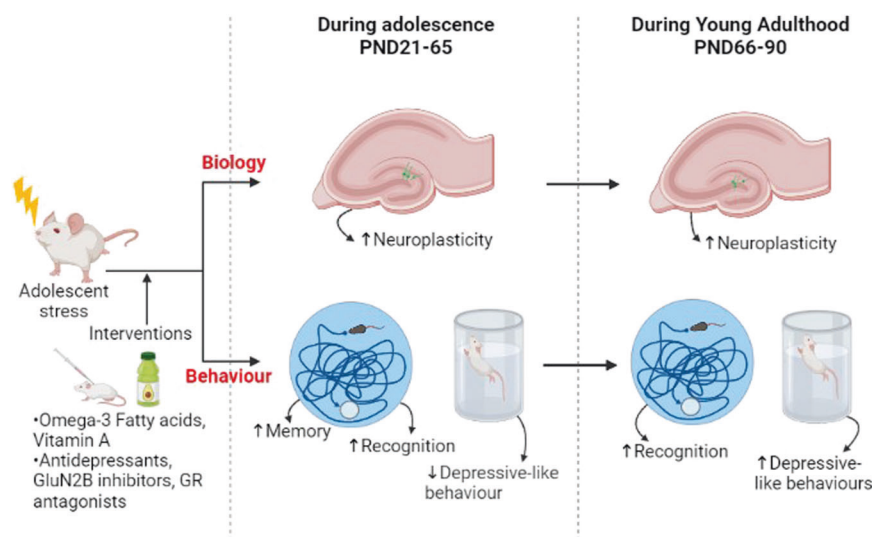 During adolescence
PND21-65
During Young Adulthood
PND66-90
Biology
↑Neuroplasticity
↑Neuroplasticity
Adolescent
stress
Interventions
•Omega-3 Fatty acids,
Vitamin A
•Antidepressants,
GluN2B inhibitors, GR
antagonists
Behaviour
↑Memory
↑Recognition
↓Depressive-like
behaviour
↑Recognition
↑Depressive-
like behaviours